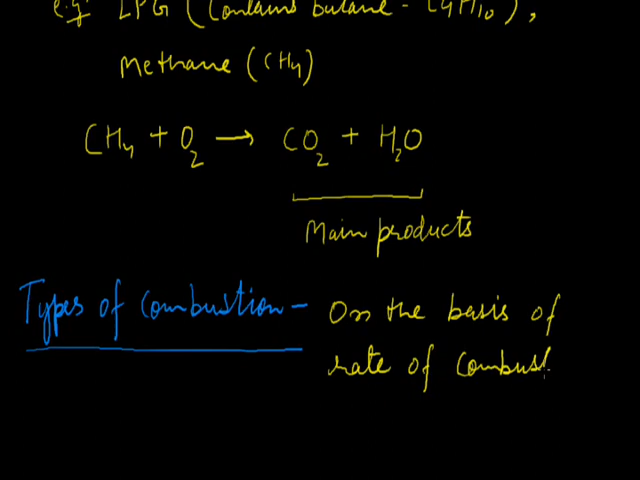 e.g: LPG (Contains butane - C4H10),
Methane (CH4)
CH4 + O2 → CO2 + H2O
Main products
Types of Combustion - On the basis of
rate of Combust